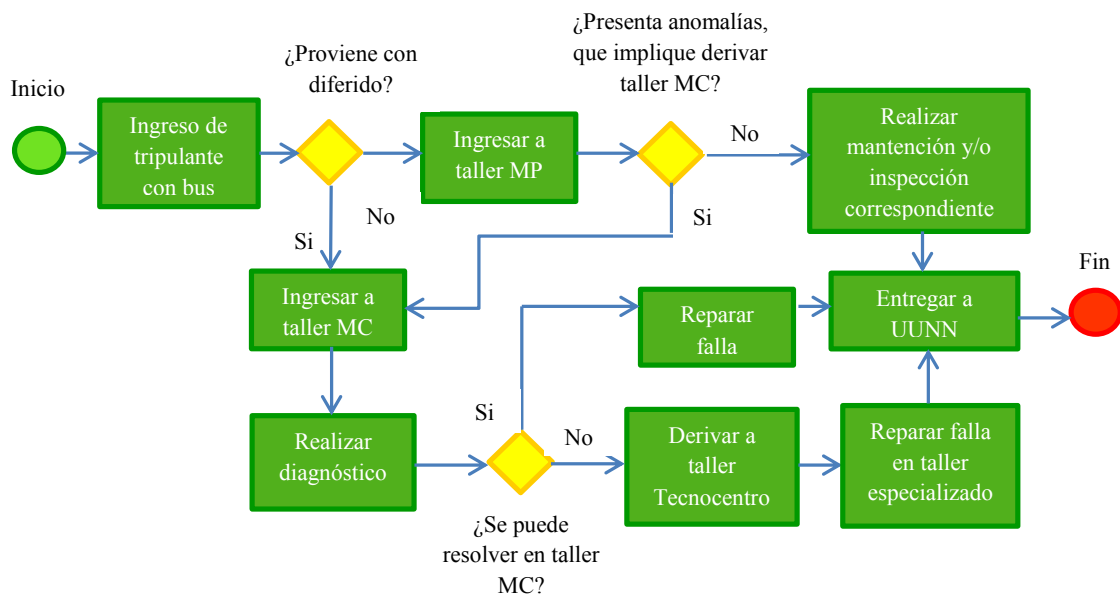 Inicio
Ingreso de
tripulante
con bus
¿Proviene con
diferido?
Ingresar a
taller MP
¿Presenta anomalías,
que implique derivar
taller MC?
No
Realizar
mantención y/o
inspección
correspondiente
No
Si
Si
Ingresar a
taller MC
Reparar
falla
Entregar a
UUNN
Fin
Realizar
diagnóstico
Si
No
¿Se puede
resolver en taller
MC?
Derivar a
taller
Tecnocentro
Reparar falla
en taller
especializado